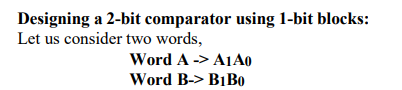 Designing a 2-bit comparator using 1-bit blocks:
Let us consider two words,
Word A -> A1A0
Word B-> B1B0